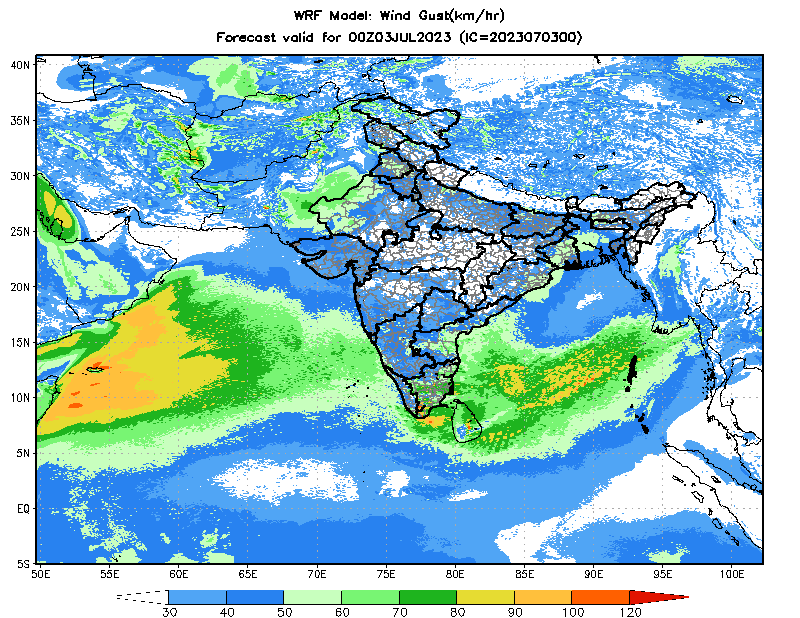 WRF Model: Wind Gust(km/hr)
Forecast valid for 00Z03JUL2023 (IC=2023070300)
40N
35N
30N
25N
20N
15N
10N
5N
EQ
5S
50E 55E 60E 65E 70E 75E 80E 85E 90E 95E 100E
30 40 50 60 70 80 90 100 120